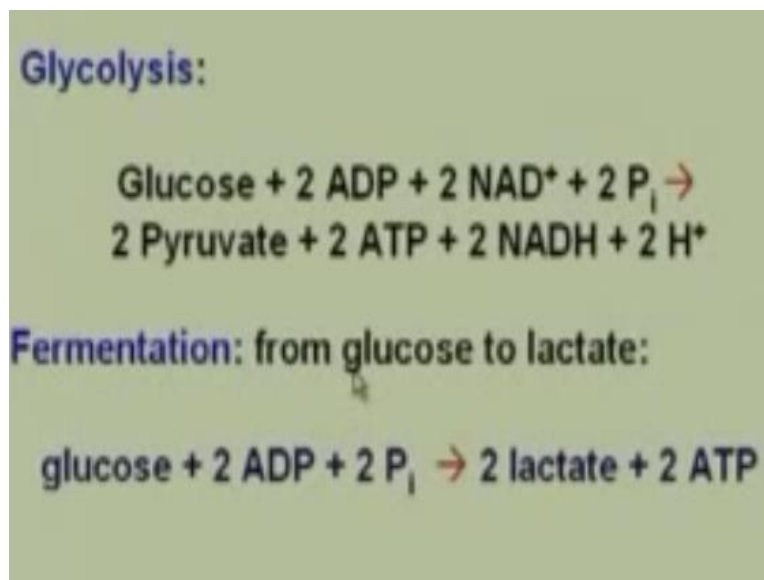 Glycolysis:
Glucose + 2 ADP + 2 NAD⁺ + 2 Pᵢ →
2 Pyruvate + 2 ATP + 2 NADH + 2 H⁺
Fermentation: from glucose to lactate:
glucose + 2 ADP + 2 Pᵢ → 2 lactate + 2 ATP